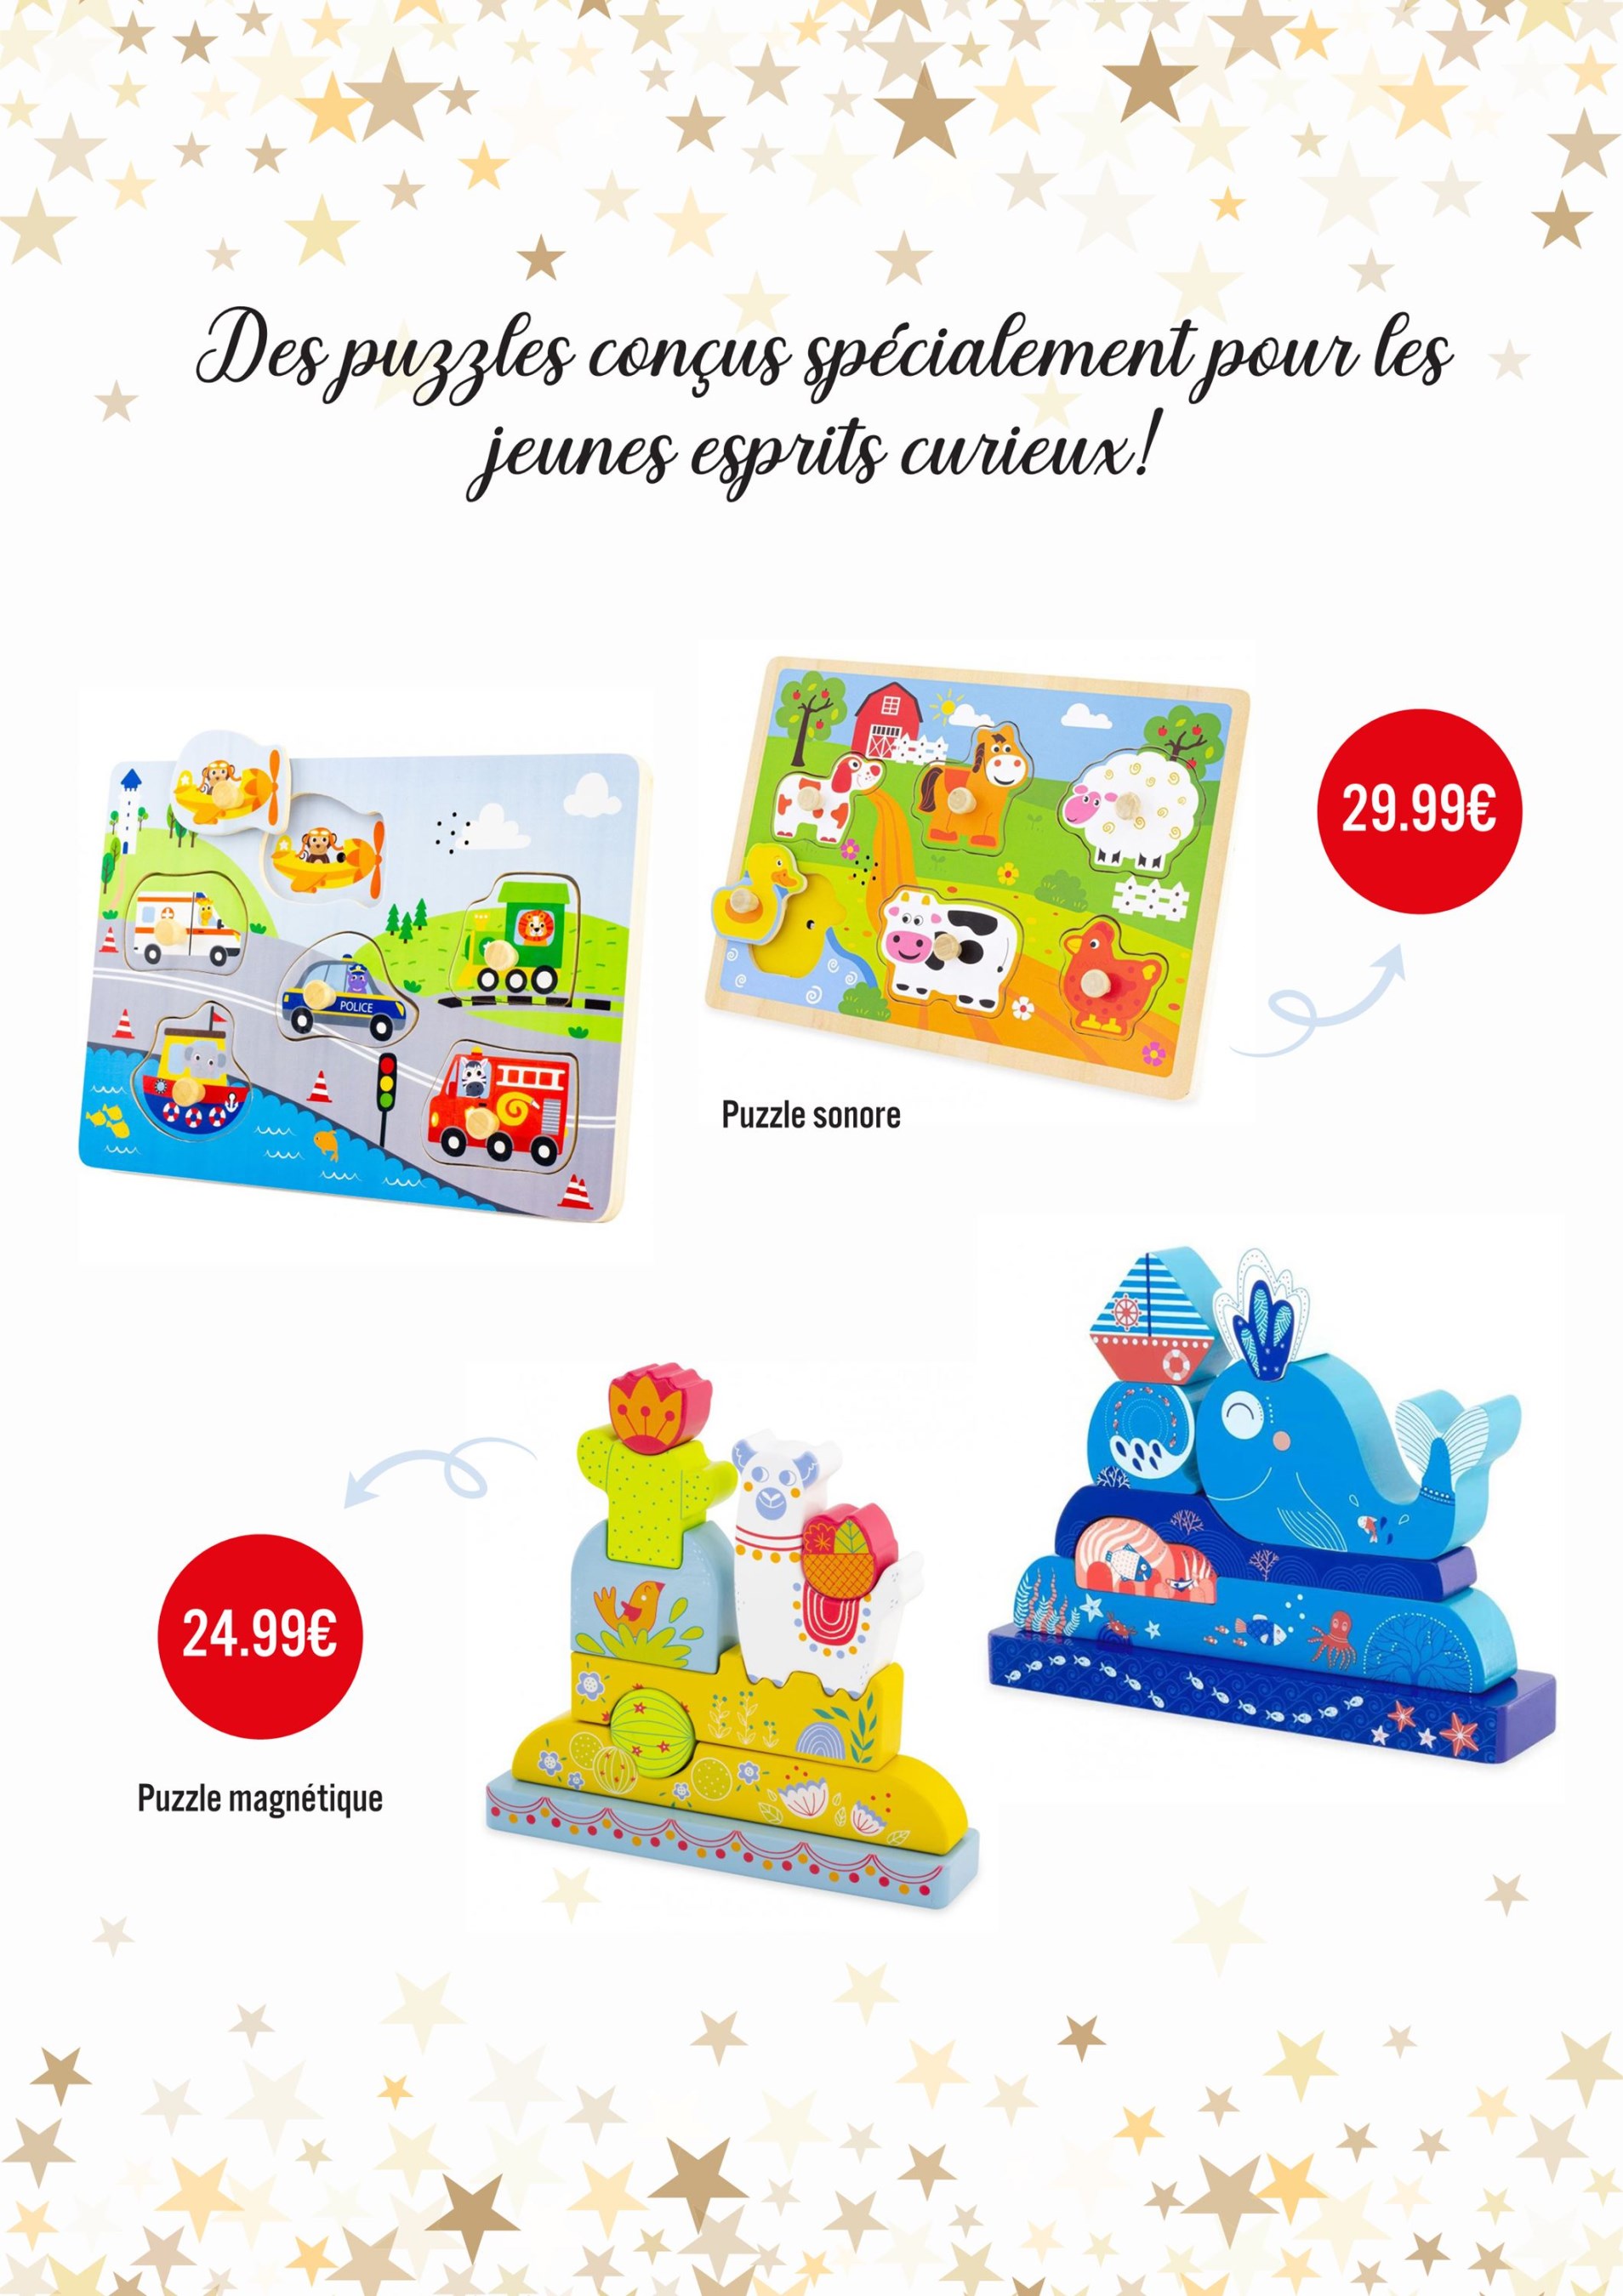 Des puzzles conçus spécialement pour les
jeunes esprits curieux!
29.99€
POLICE
Puzzle sonore
24.99€
Puzzle magnétique